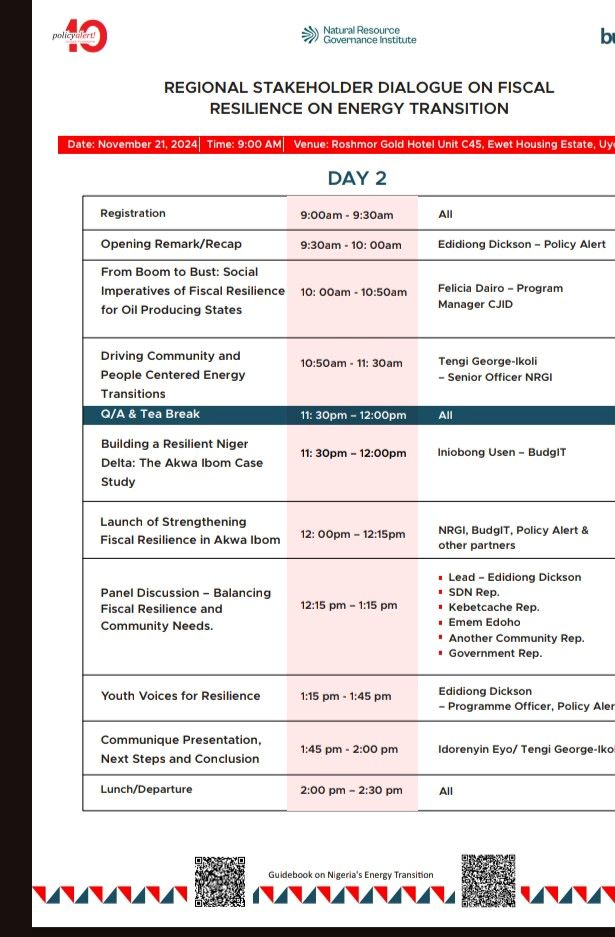 policyalert!
10
Natural Resource
Governance Institute
bu
REGIONAL STAKEHOLDER DIALOGUE ON FISCAL
RESILIENCE ON ENERGY TRANSITION
Date: November 21, 2024 Time: 9:00 AM Venue: Roshmor Gold Hotel Unit C45, Ewet Housing Estate, Uyo
DAY 2
Registration 9:00am - 9:30am All
Opening Remark/Recap 9:30am - 10: 00am Edidiong Dickson – Policy Alert
From Boom to Bust: Social
Imperatives of Fiscal Resilience
for Oil Producing States
10: 00am - 10:50am
Felicia Dairo – Program
Manager CJID
Driving Community and
People Centered Energy
Transitions
10:50am - 11: 30am
Tengi George-Ikoli
– Senior Officer NRGI
Q/A & Tea Break 11: 30pm – 12:00pm All
Building a Resilient Niger
Delta: The Akwa Ibom Case
Study
11: 30pm – 12:00pm
Iniobong Usen – BudgIT
Launch of Strengthening
Fiscal Resilience in Akwa Ibom
12: 00pm – 12:15pm
NRGI, BudgIT, Policy Alert &
other partners
Panel Discussion – Balancing
Fiscal Resilience and
Community Needs.
12:15 pm – 1:15 pm
▪ Lead – Edidiong Dickson
▪ SDN Rep.
▪ Kebetcache Rep.
▪ Emem Edoho
▪ Another Community Rep.
▪ Government Rep.
Youth Voices for Resilience
1:15 pm - 1:45 pm
Edidiong Dickson
– Programme Officer, Policy Aler
Communique Presentation,
Next Steps and Conclusion
1:45 pm - 2:00 pm
Idorenyin Eyo/ Tengi George-Iko
Lunch/Departure 2:00 pm – 2:30 pm All
Guidebook on Nigeria's Energy Transition